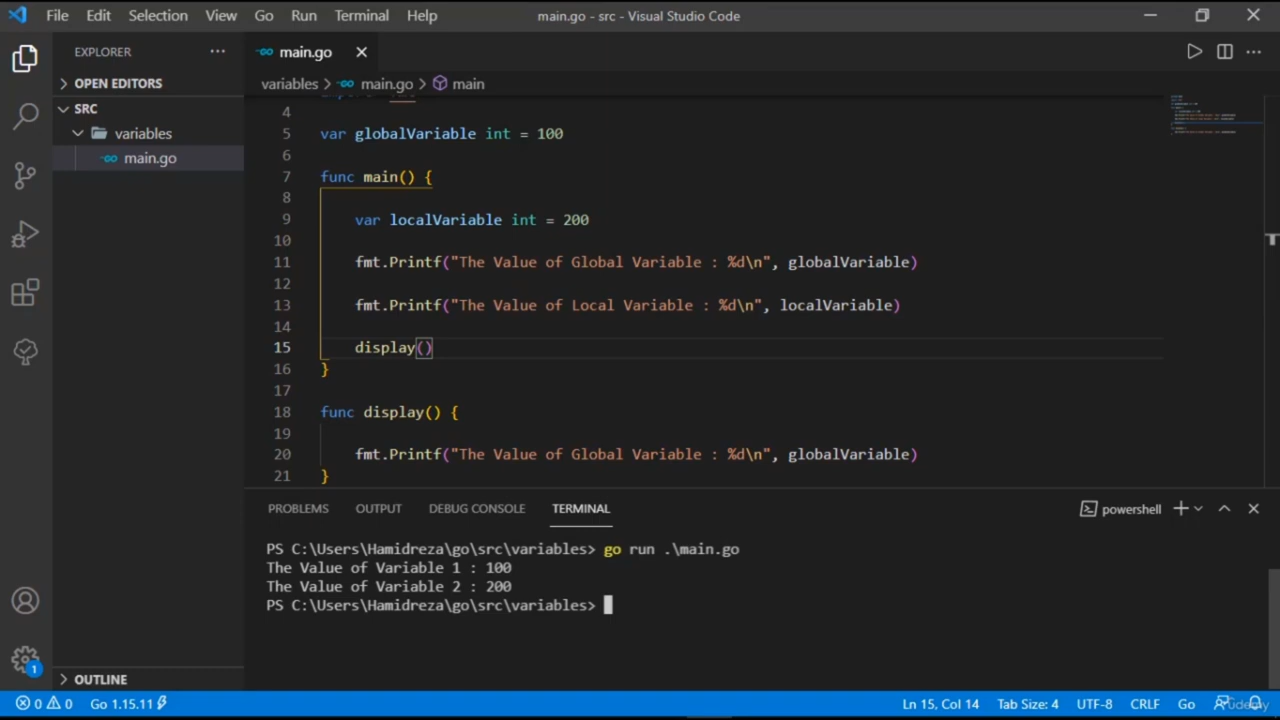 File Edit Selection View Go Run Terminal Help main.go - src - Visual Studio Code
EXPLORER ··· main.go
OPEN EDITORS variables > main.go > main
SRC
variables
main.go
4
5 var globalVariable int = 100
6
7 func main() {
8
9 var localVariable int = 200
10
11 fmt.Printf("The Value of Global Variable : %d\n", globalVariable)
12
13 fmt.Printf("The Value of Local Variable : %d\n", localVariable)
14
15 display()
16 }
17
18 func display() {
19
20 fmt.Printf("The Value of Global Variable : %d\n", globalVariable)
21 }
PROBLEMS OUTPUT DEBUG CONSOLE TERMINAL powershell
PS C:\Users\Hamidreza\go\src\variables> go run .\main.go
The Value of Variable 1 : 100
The Value of Variable 2 : 200
PS C:\Users\Hamidreza\go\src\variables>
1
OUTLINE
0 0 Go 1.15.11 Ln 15, Col 14 Tab Size: 4 UTF-8 CRLF Go